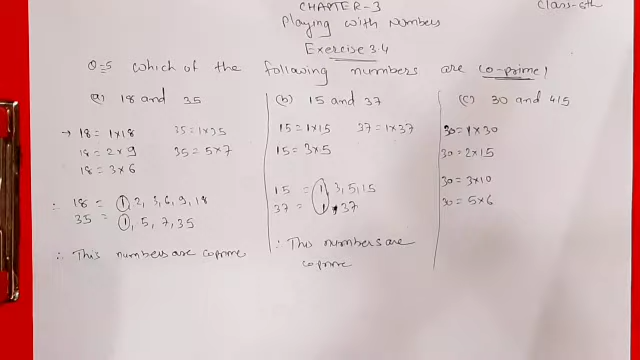 CHAPTER-3
Class-6th
Playing with Numbers
Exercise 3.4
Q=5 Which of the following numbers are co-prime!
(a) 18 and 35
→ 18 = 1×18 35 = 1×35
18 = 2×9 35 = 5×7
18 = 3×6
∴ 18 = 1, 2, 3, 6, 9, 18
35 = 1, 5, 7, 35
∴ This numbers are coprime
(b) 15 and 37
15 = 1×15 37 = 1×37
15 = 3×5
15 = 1, 3, 5, 15
37 = 1, 37
∴ This numbers are
coprime
(c) 30 and 415
30 = 1×30
30 = 2×15
30 = 3×10
30 = 5×6